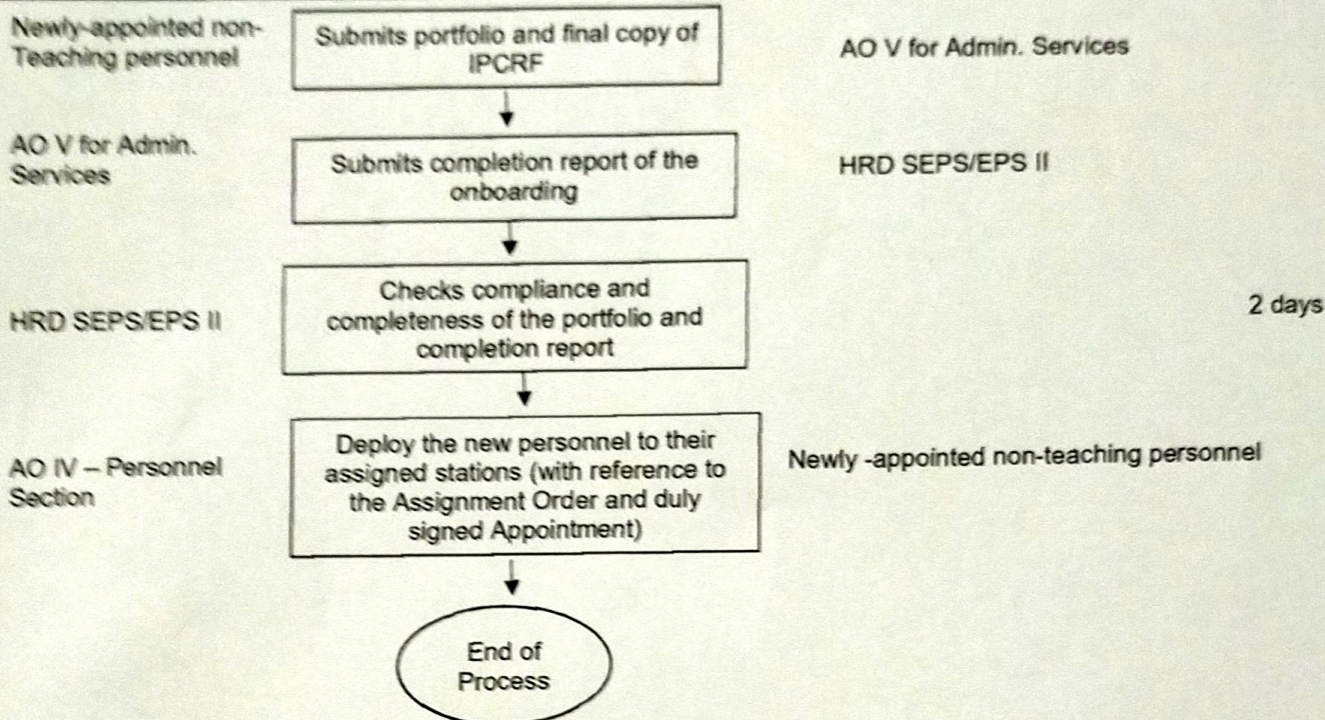 Newly-appointed non-
Teaching personnel
Submits portfolio and final copy of
IPCRF
AO V for Admin. Services
AO V for Admin.
Services
Submits completion report of the
onboarding
HRD SEPS/EPS II
HRD SEPS/EPS II
Checks compliance and
completeness of the portfolio and
completion report
2 days
AO IV – Personnel
Section
Deploy the new personnel to their
assigned stations (with reference to
the Assignment Order and duly
signed Appointment)
Newly -appointed non-teaching personnel
End of
Process